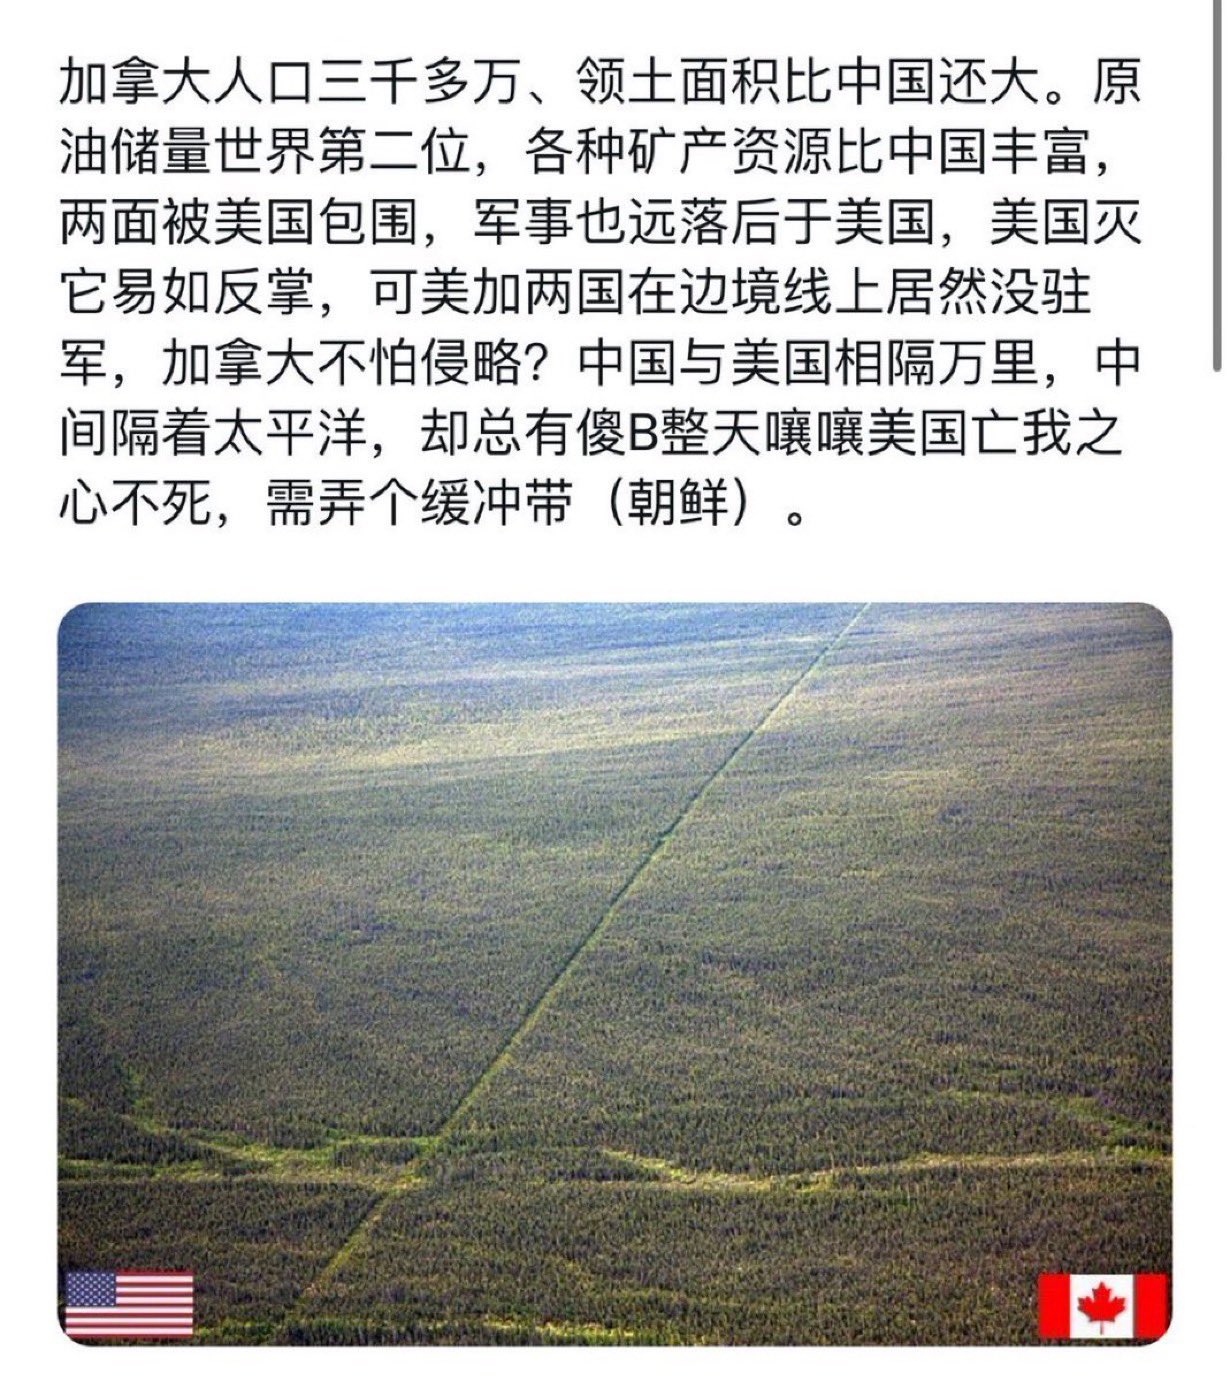 加拿大人口三千多万、领土面积比中国还大。原
油储量世界第二位，各种矿产资源比中国丰富，
两面被美国包围，军事也远落后于美国，美国灭
它易如反掌，可美加两国在边境线上居然没驻
军，加拿大不怕侵略？中国与美国相隔万里，中
间隔着太平洋，却总有傻B整天嚷嚷美国亡我之
心不死，需弄个缓冲带（朝鲜）。